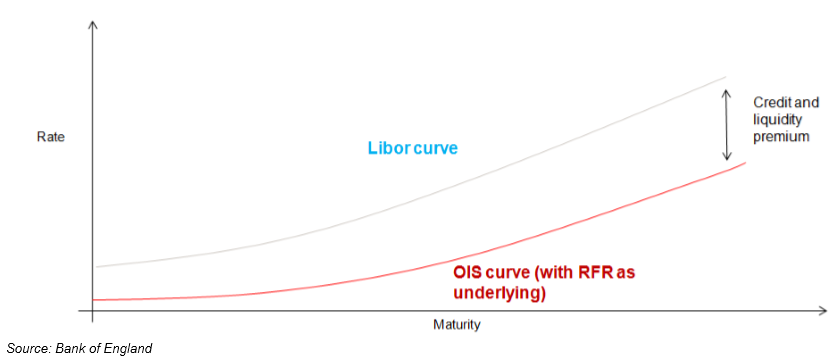 Rate
Libor curve
Credit and
liquidity
premium
OIS curve (with RFR as
underlying)
Maturity
Source: Bank of England